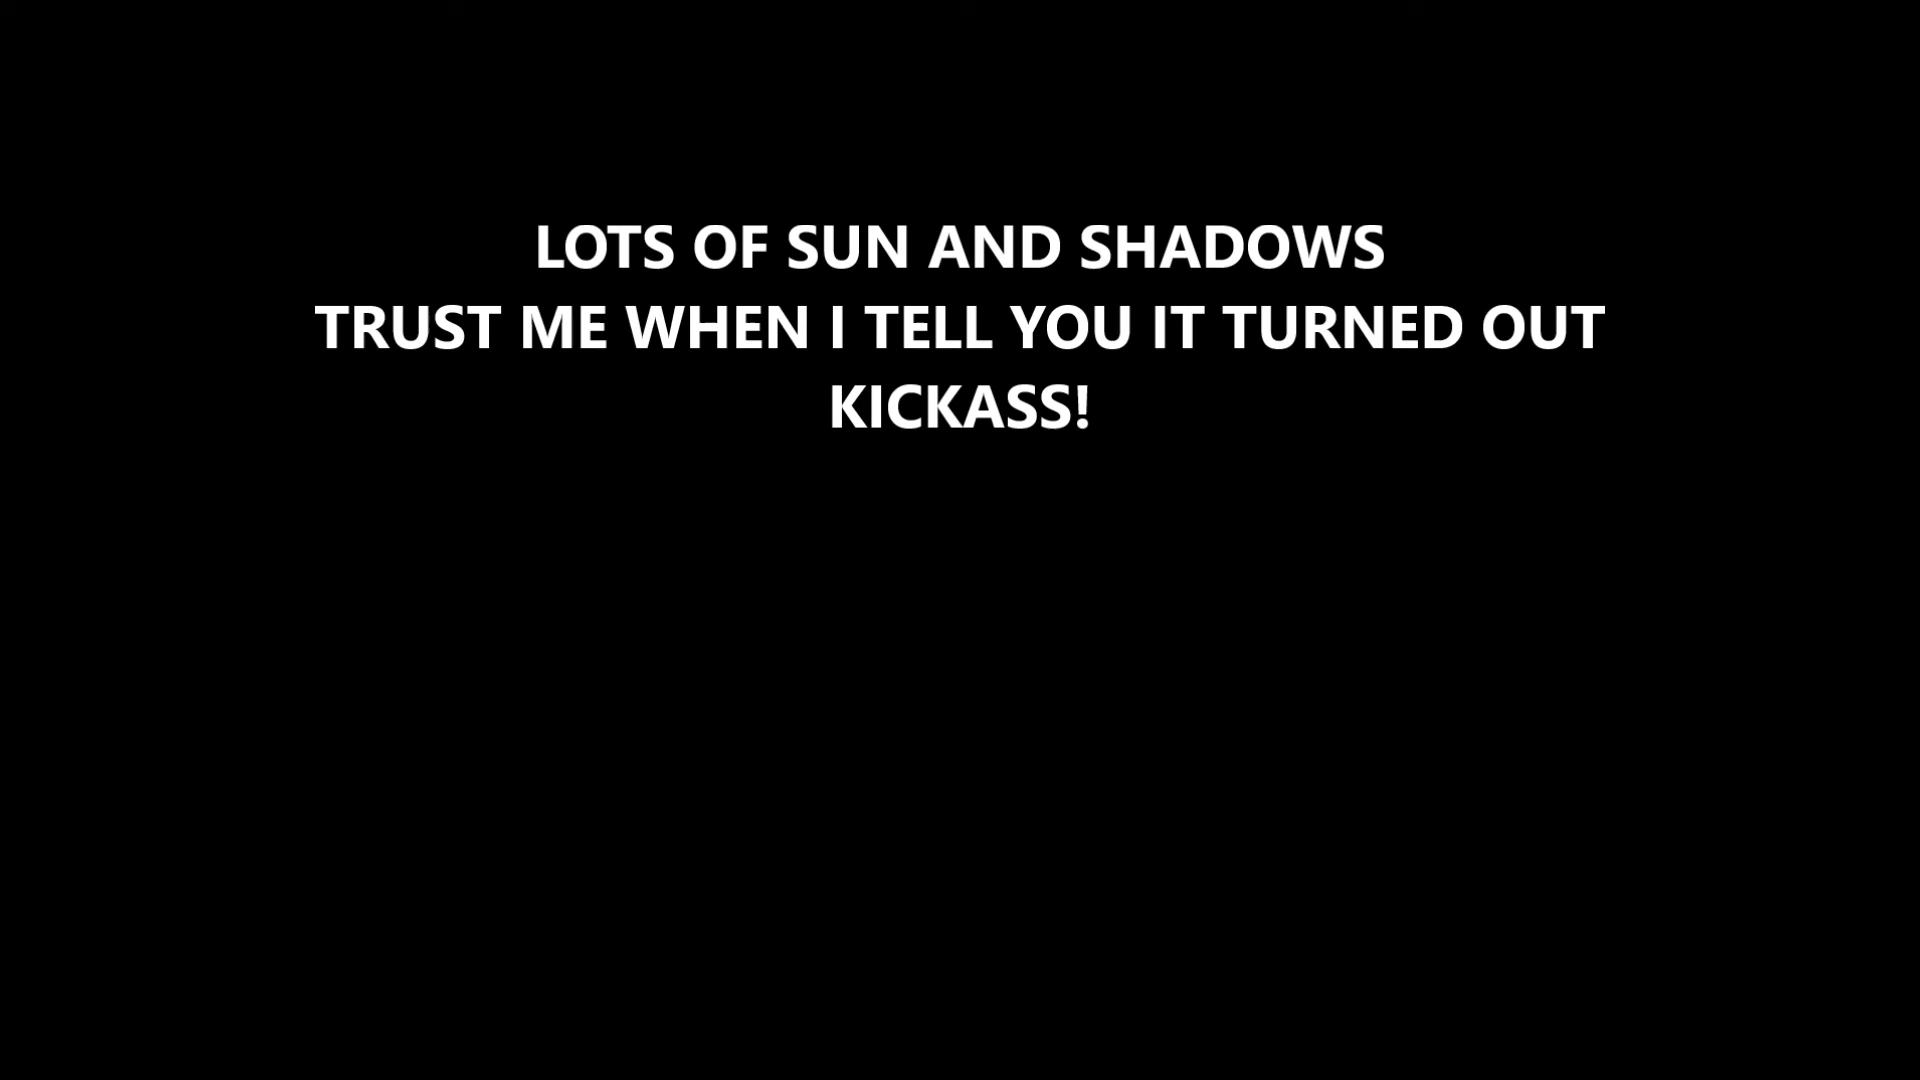 LOTS OF SUN AND SHADOWS
TRUST ME WHEN I TELL YOU IT TURNED OUT
KICKASS!